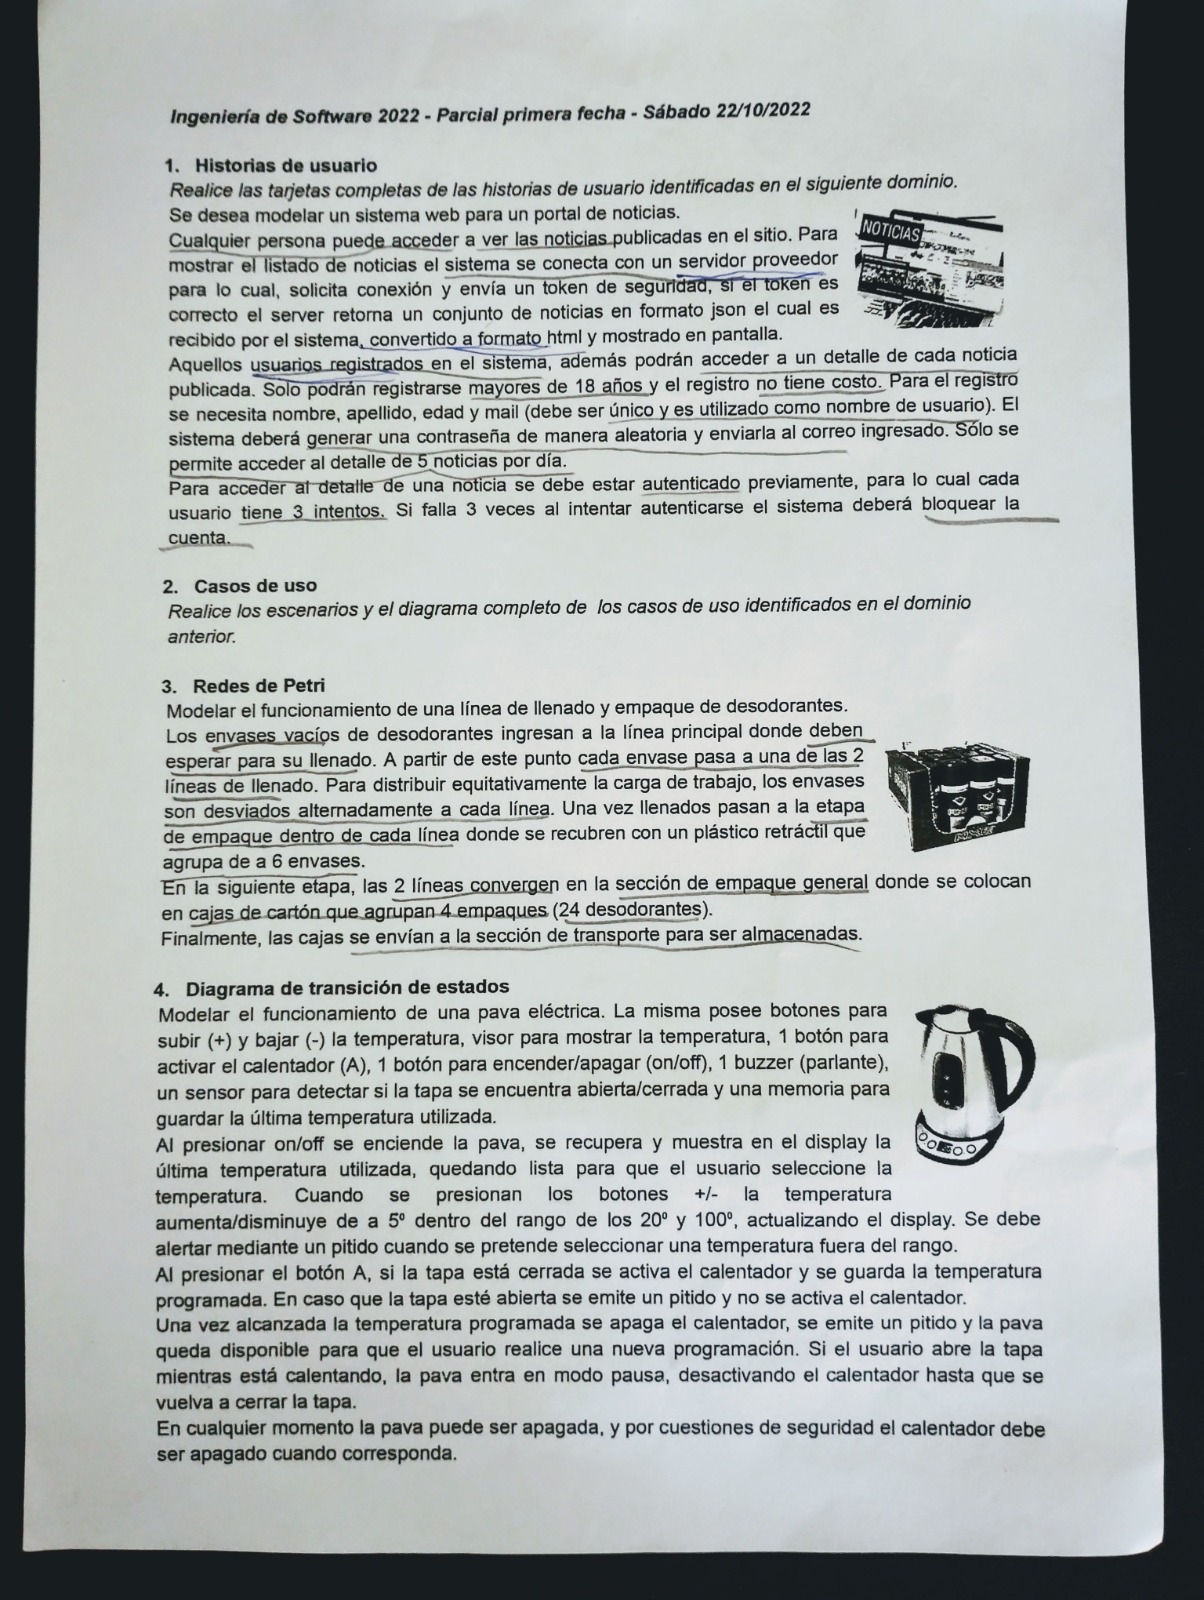 Ingeniería de Software 2022 - Parcial primera fecha - Sábado 22/10/2022
1. Historias de usuario
Realice las tarjetas completas de las historias de usuario identificadas en el siguiente dominio.
Se desea modelar un sistema web para un portal de noticias.
Cualquier persona puede acceder a ver las noticias publicadas en el sitio. Para
mostrar el listado de noticias el sistema se conecta con un servidor proveedor
para lo cual, solicita conexión y envía un token de seguridad, si el token es
correcto el server retorna un conjunto de noticias en formato json el cual es
recibido por el sistema, convertido a formato html y mostrado en pantalla.
NOTICIAS
Aquellos usuarios registrados en el sistema, además podrán acceder a un detalle de cada noticia
publicada. Solo podrán registrarse mayores de 18 años y el registro no tiene costo. Para el registro
se necesita nombre, apellido, edad y mail (debe ser único y es utilizado como nombre de usuario). El
sistema deberá generar una contraseña de manera aleatoria y enviarla al correo ingresado. Sólo se
permite acceder al detalle de 5 noticias por día.
Para acceder al detalle de una noticia se debe estar autenticado previamente, para lo cual cada
usuario tiene 3 intentos. Si falla 3 veces al intentar autenticarse el sistema deberá bloquear la
cuenta.
2. Casos de uso
Realice los escenarios y el diagrama completo de los casos de uso identificados en el dominio
anterior.
3. Redes de Petri
Modelar el funcionamiento de una línea de llenado y empaque de desodorantes.
Los envases vacíos de desodorantes ingresan a la línea principal donde deben
esperar para su llenado. A partir de este punto cada envase pasa a una de las 2
líneas de llenado. Para distribuir equitativamente la carga de trabajo, los envases
son desviados alternadamente a cada línea. Una vez llenados pasan a la etapa
de empaque dentro de cada línea donde se recubren con un plástico retráctil que
agrupa de a 6 envases.
En la siguiente etapa, las 2 líneas convergen en la sección de empaque general donde se colocan
en cajas de cartón que agrupan 4 empaques (24 desodorantes).
Finalmente, las cajas se envían a la sección de transporte para ser almacenadas.
4. Diagrama de transición de estados
Modelar el funcionamiento de una pava eléctrica. La misma posee botones para
subir (+) y bajar (-) la temperatura, visor para mostrar la temperatura, 1 botón para
activar el calentador (A), 1 botón para encender/apagar (on/off), 1 buzzer (parlante),
un sensor para detectar si la tapa se encuentra abierta/cerrada y una memoria para
guardar la última temperatura utilizada.
Al presionar on/off se enciende la pava, se recupera y muestra en el display la
última temperatura utilizada, quedando lista para que el usuario seleccione la
temperatura. Cuando se presionan los botones +/- la temperatura
aumenta/disminuye de a 5º dentro del rango de los 20º y 100º, actualizando el display. Se debe
alertar mediante un pitido cuando se pretende seleccionar una temperatura fuera del rango.
Al presionar el botón A, si la tapa está cerrada se activa el calentador y se guarda la temperatura
programada. En caso que la tapa esté abierta se emite un pitido y no se activa el calentador.
Una vez alcanzada la temperatura programada se apaga el calentador, se emite un pitido y la pava
queda disponible para que el usuario realice una nueva programación. Si el usuario abre la tapa
mientras está calentando, la pava entra en modo pausa, desactivando el calentador hasta que se
vuelva a cerrar la tapa.
En cualquier momento la pava puede ser apagada, y por cuestiones de seguridad el calentador debe
ser apagado cuando corresponda.